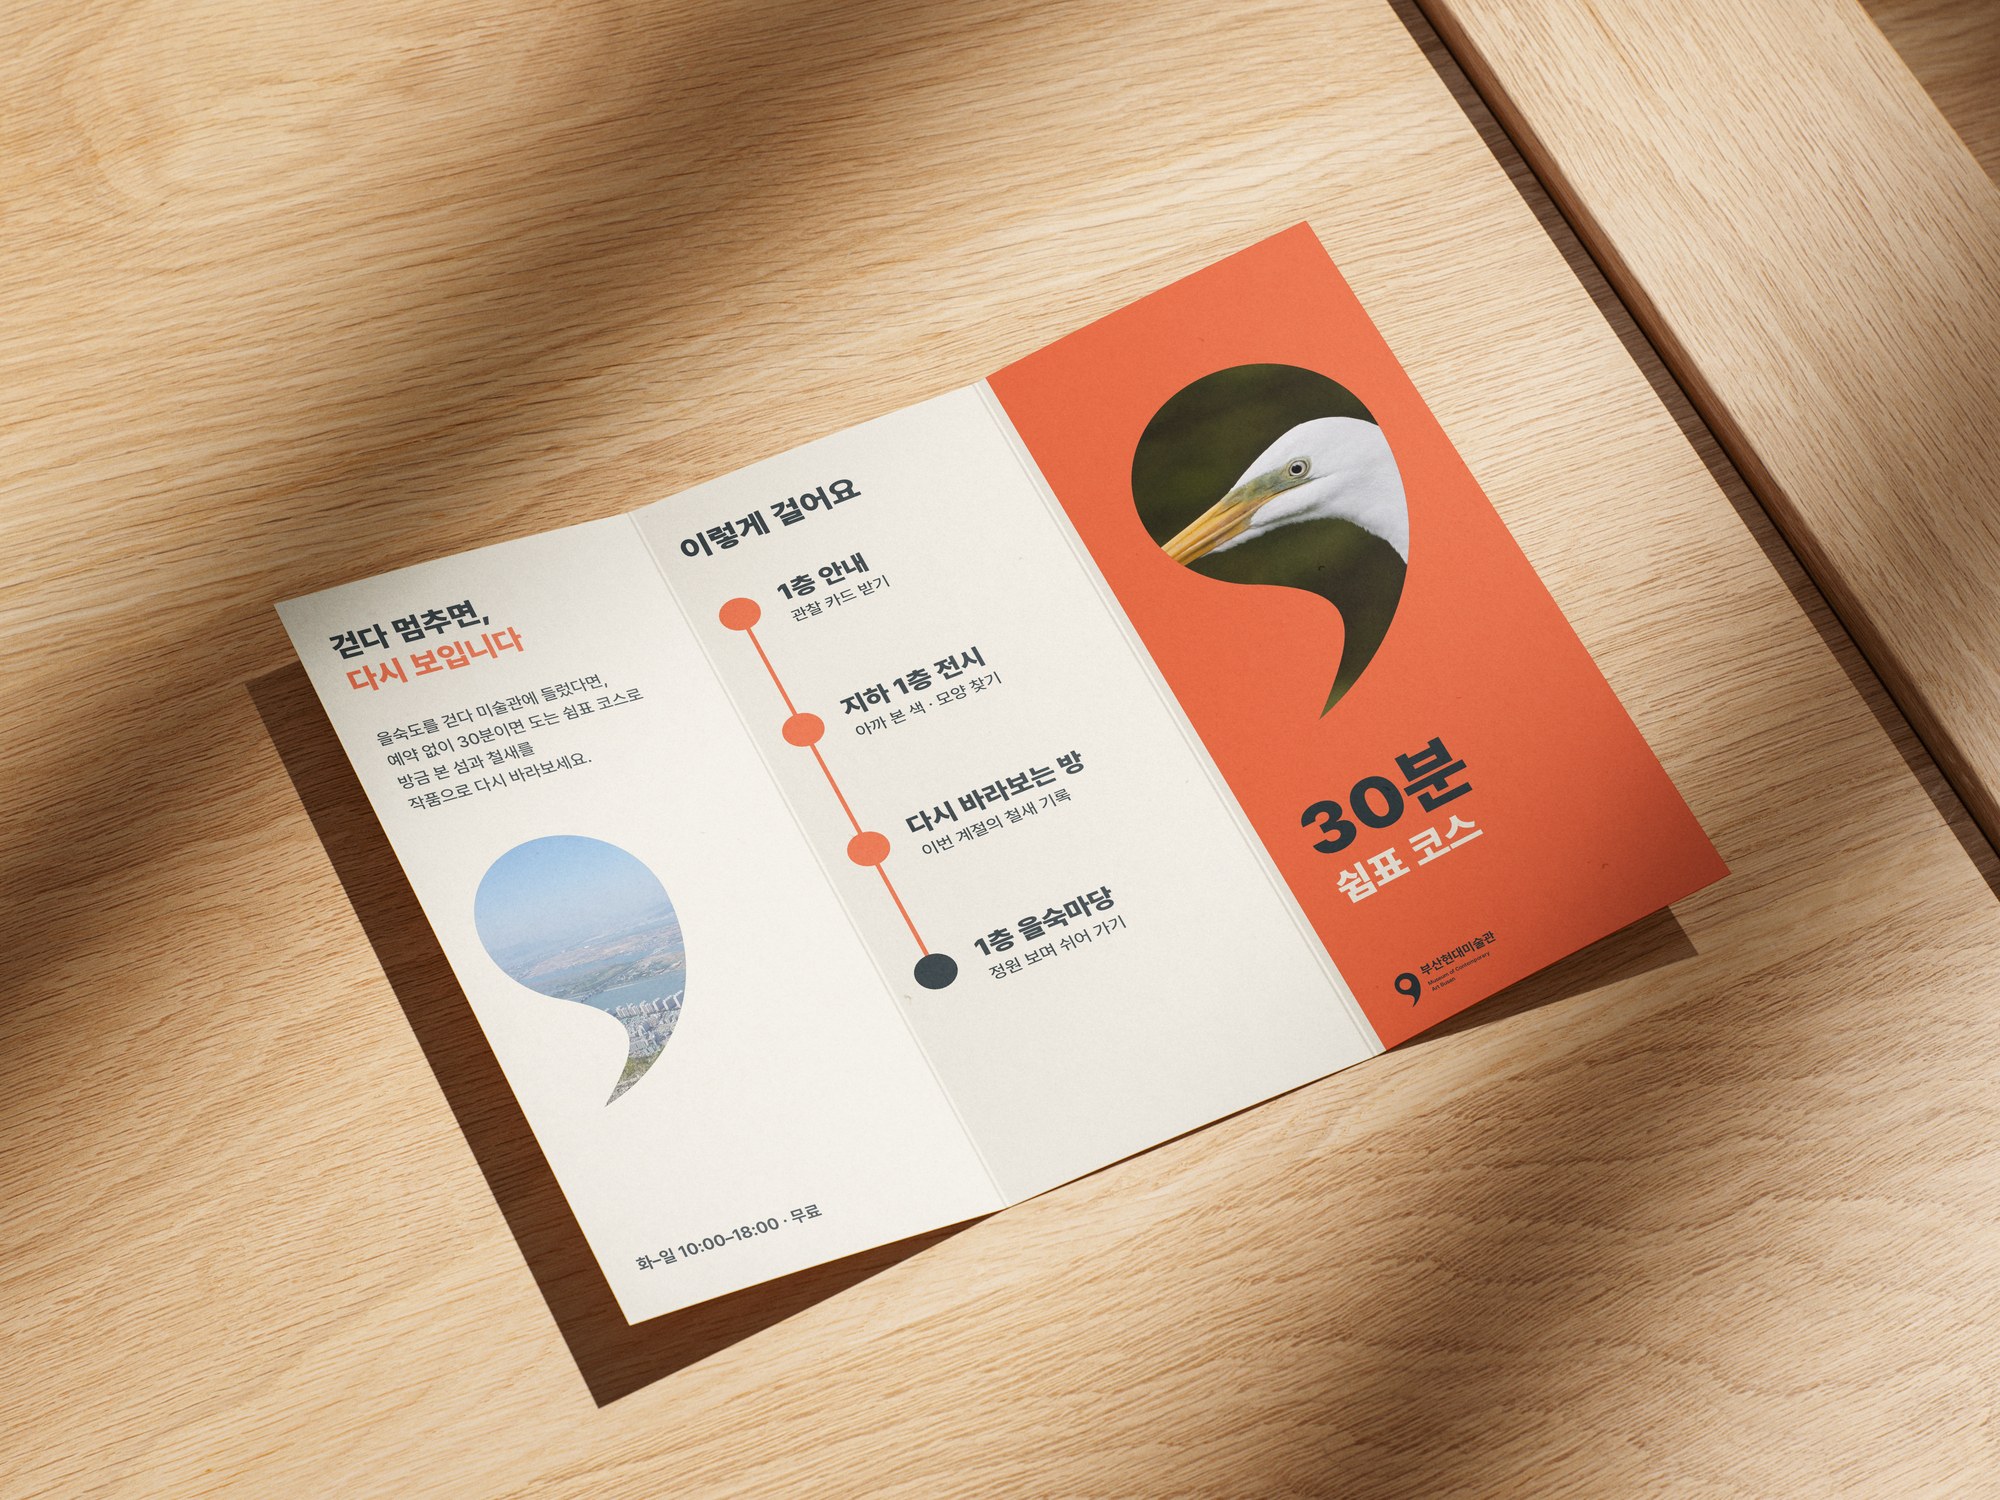 걷다 멈추면,
다시 보입니다
을숙도를 걷다 미술관에 들렀다면,
예약 없이 30분이면 도는 쉼표 코스로
방금 본 섬과 철새를
작품으로 다시 바라보세요.
화–일 10:00–18:00 · 무료
이렇게 걸어요
1층 안내
관찰 카드 받기
지하 1층 전시
아까 본 색 · 모양 찾기
다시 바라보는 방
이번 계절의 철새 기록
1층 을숙마당
정원 보며 쉬어 가기
30분
쉼표 코스
부산현대미술관
Museum of Contemporary
Art Busan